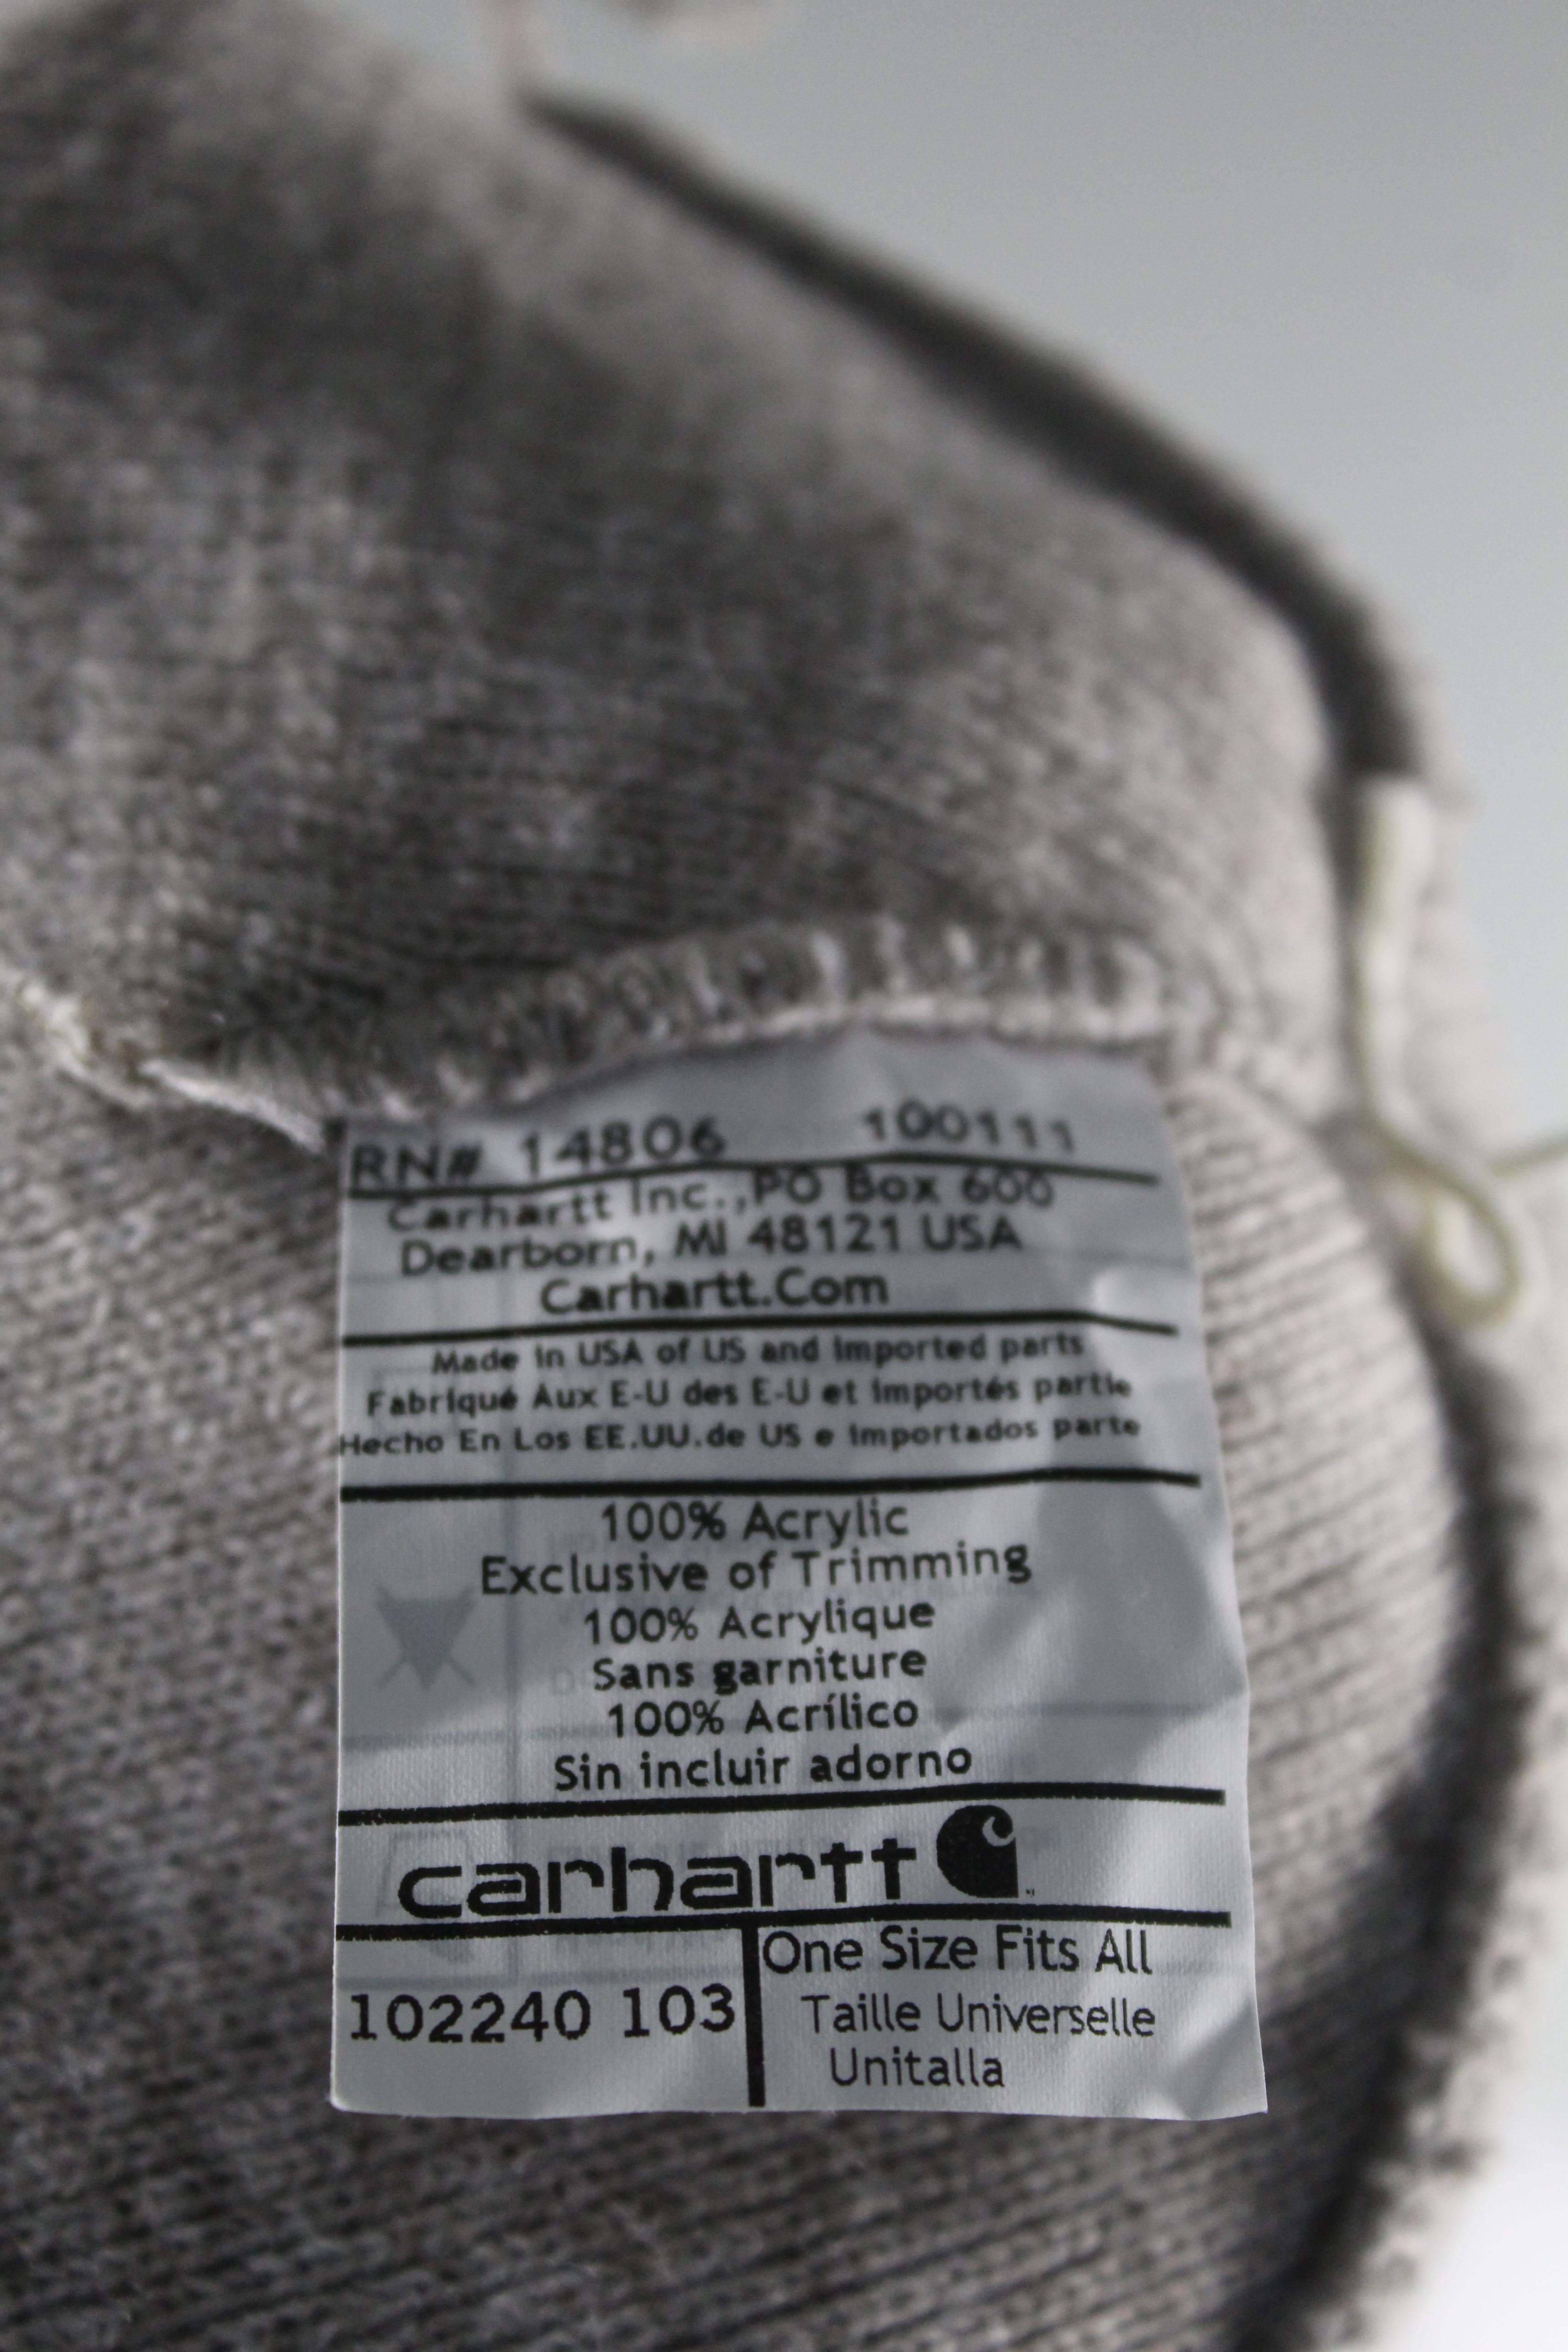 RN# 14806 100111
Carhartt Inc.,PO Box 600
Dearborn, MI 48121 USA
Carhartt.Com
Made in USA of US and imported parts
Fabriqué Aux E-U des E-U et importés partie
Hecho En Los EE.UU.de US e importados parte
100% Acrylic
Exclusive of Trimming
100% Acrylique
Sans garniture
100% Acrílico
Sin incluir adorno
carhartt
102240 103
One Size Fits All
Taille Universelle
Unitalla